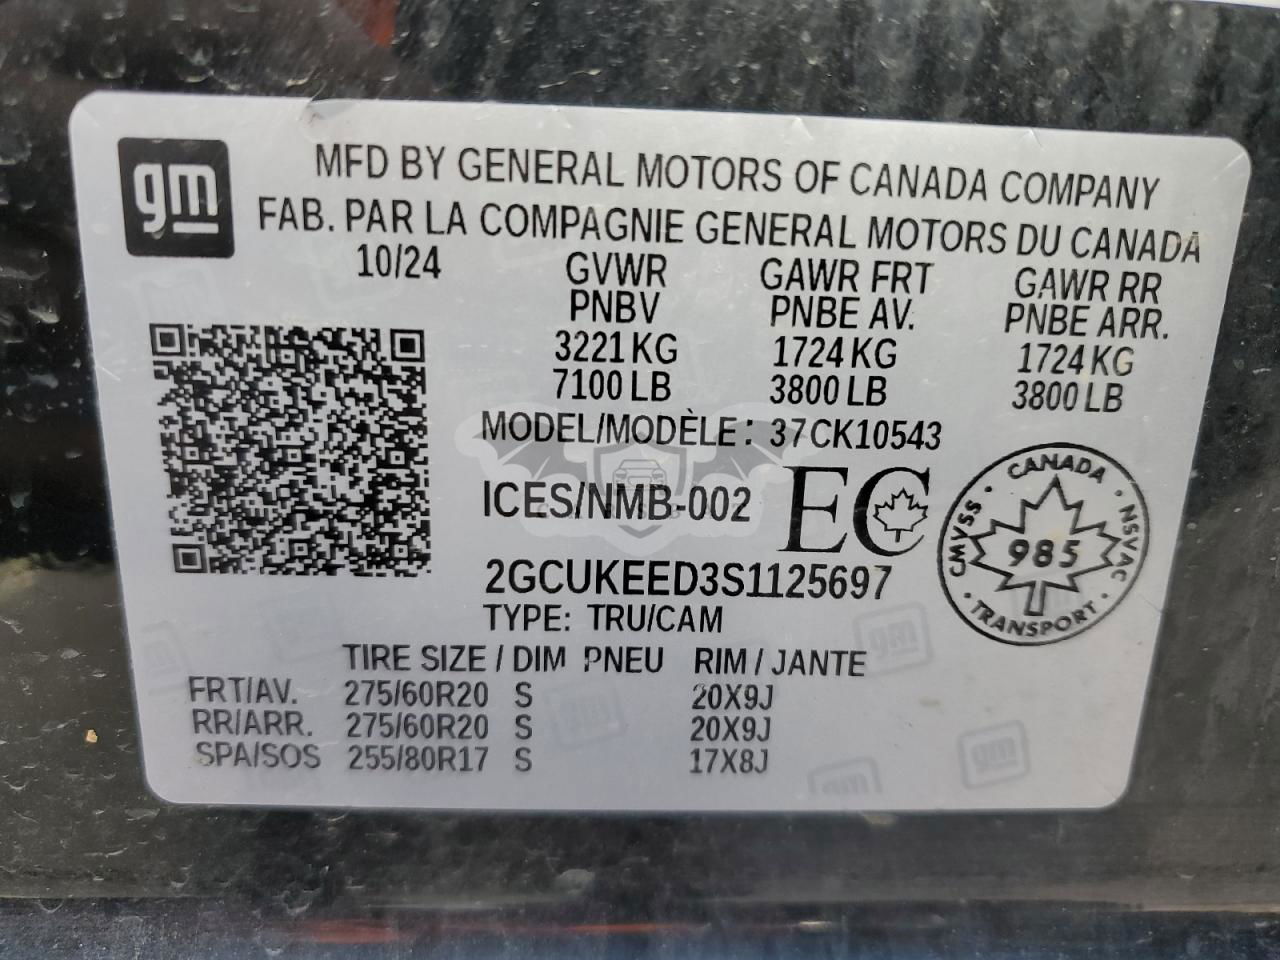 gm
MFD BY GENERAL MOTORS OF CANADA COMPANY
FAB. PAR LA COMPAGNIE GENERAL MOTORS DU CANADA
10/24 GVWR GAWR FRT GAWR RR
PNBV PNBE AV. PNBE ARR.
3221 KG 1724 KG 1724 KG
7100 LB 3800 LB 3800 LB
MODEL/MODÈLE: 37CK10543
ICES/NMB-002 EC
CANADA
CMVSS · NSVAC
985
TRANSPORT
2GCUKEED3S1125697
TYPE: TRU/CAM
TIRE SIZE / DIM PNEU RIM / JANTE
FRT/AV. 275/60R20 S 20X9J
RR/ARR. 275/60R20 S 20X9J
SPA/SOS 255/80R17 S 17X8J
gm
gm
gm
gm